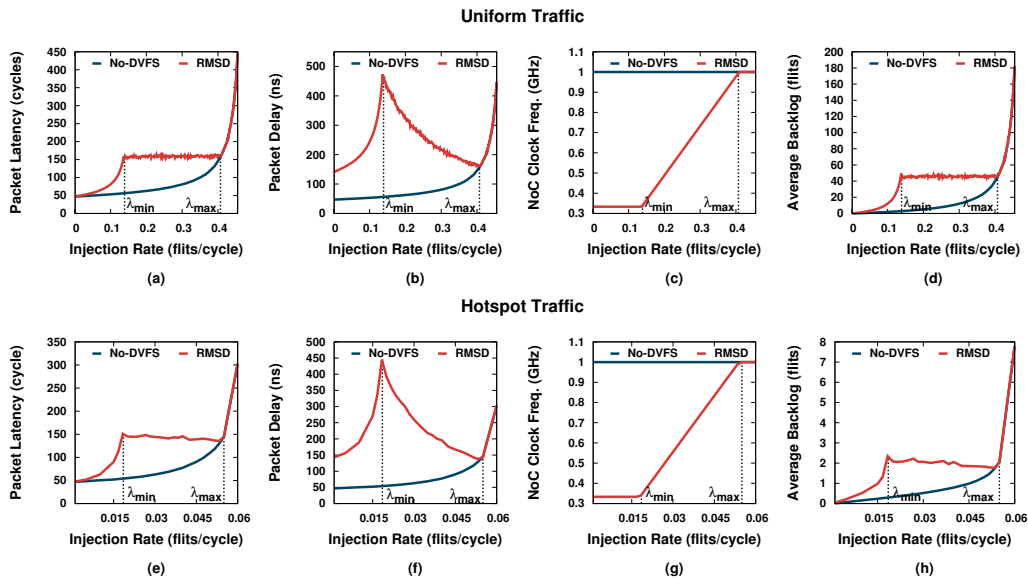 Uniform Traffic
Packet Latency (cycles)
450
400
350
300
250
200
150
100
50
0
No-DVFS RMSD
λmin λmax
0 0.1 0.2 0.3 0.4
Injection Rate (flits/cycle)
(a)
Packet Delay (ns)
500
400
300
200
100
0
No-DVFS RMSD
λmin λmax
0 0.1 0.2 0.3 0.4
Injection Rate (flits/cycle)
(b)
NoC Clock Freq. (GHz)
1.1
1
0.9
0.8
0.7
0.6
0.5
0.4
0.3
No-DVFS RMSD
λmin λmax
0 0.1 0.2 0.3 0.4
Injection Rate (flits/cycle)
(c)
Average Backlog (flits)
200
180
160
140
120
100
80
60
40
20
0
No-DVFS RMSD
λmin λmax
0 0.1 0.2 0.3 0.4
Injection Rate (flits/cycle)
(d)
Hotspot Traffic
Packet Latency (cycle)
350
300
250
200
150
100
50
0
No-DVFS RMSD
λmin λmax
0.015 0.03 0.045 0.06
Injection Rate (flits/cycle)
(e)
Packet Delay (ns)
500
450
400
350
300
250
200
150
100
50
0
No-DVFS RMSD
λmin λmax
0.015 0.03 0.045 0.06
Injection Rate (flits/cycle)
(f)
NoC Clock Freq. (GHz)
1.1
1
0.9
0.8
0.7
0.6
0.5
0.4
0.3
No-DVFS RMSD
λmin λmax
0.015 0.03 0.045 0.06
Injection Rate (flits/cycle)
(g)
Average Backlog (flits)
8
7
6
5
4
3
2
1
0
No-DVFS RMSD
λmin λmax
0.015 0.03 0.045 0.06
Injection Rate (flits/cycle)
(h)